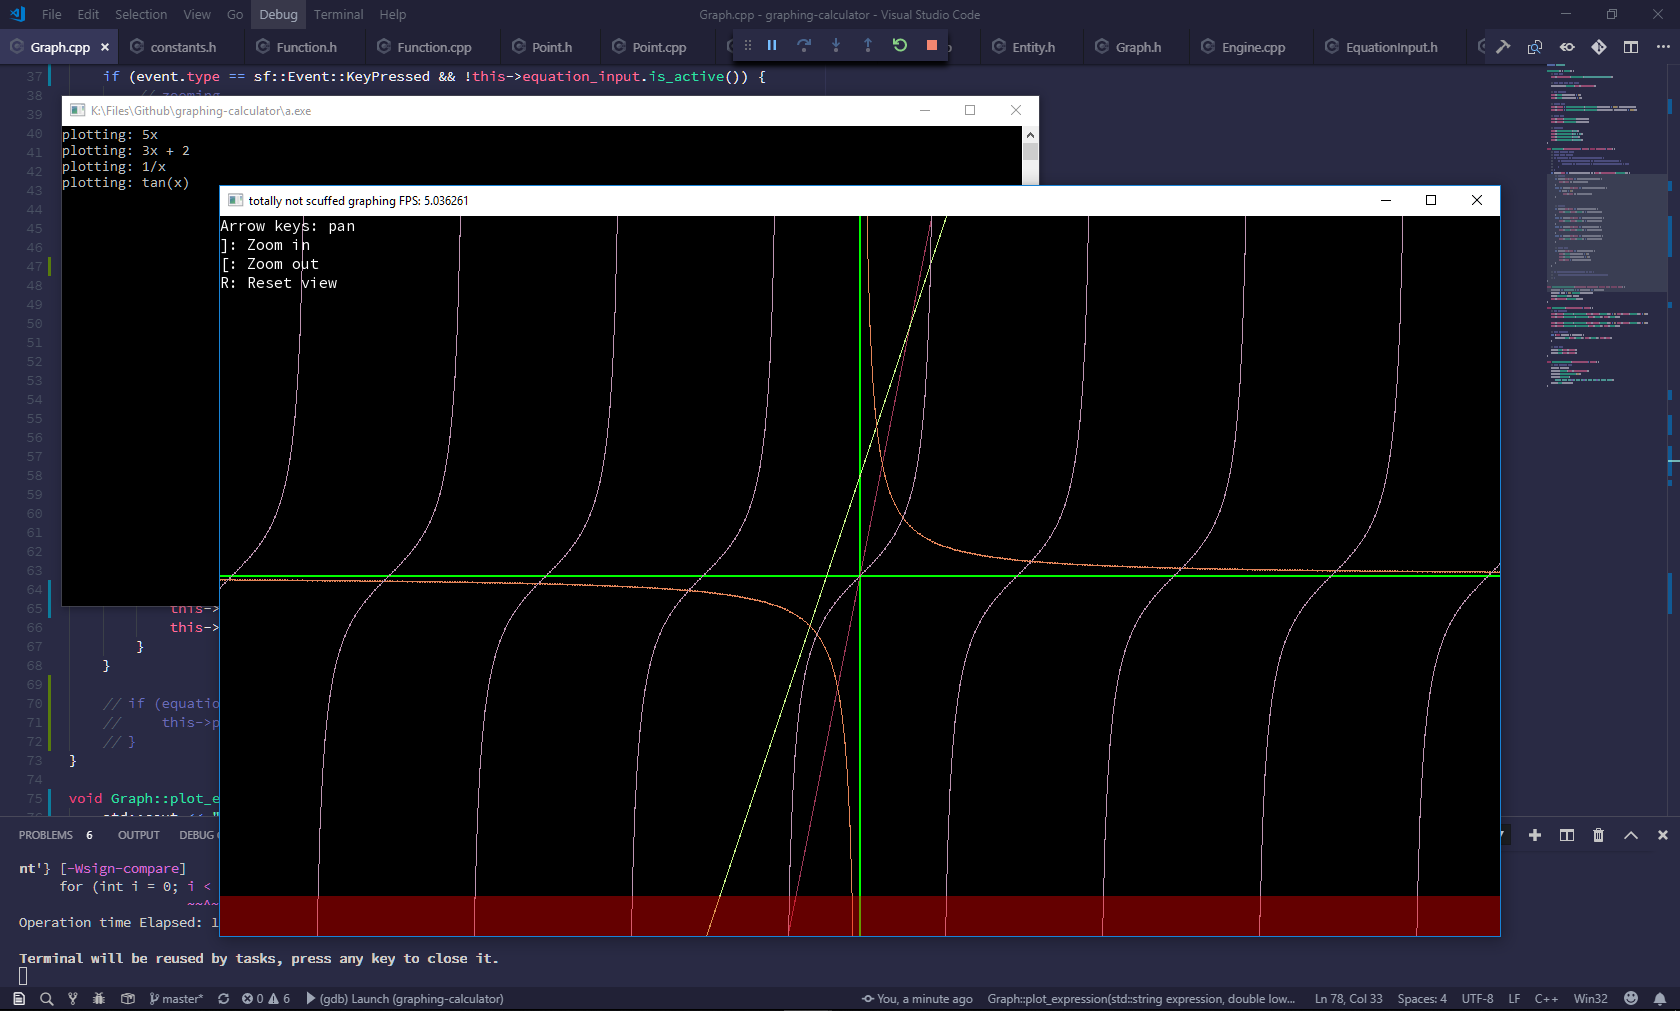 File Edit Selection View Go Debug Terminal Help
Graph.cpp - graphing-calculator - Visual Studio Code
Graph.cpp constants.h Function.h Function.cpp Point.h Point.cpp Entity.h Graph.h Engine.cpp EquationInput.h
37 if (event.type == sf::Event::KeyPressed && !this->equation_input.is_active()) {
38 // zooming
39
K:\Files\Github\graphing-calculator\a.exe
40
plotting: 5x
41
plotting: 3x + 2
42
plotting: 1/x
43
plotting: tan(x)
44
totally not scuffed graphing FPS: 5.036261
45
Arrow keys: pan
46
]: Zoom in
47
[: Zoom out
48
R: Reset view
49
50
51
52
53
54
55
56
57
58
59
60
61
62
63
64
65 this->
66 this->
67 }
68 }
69
70 // if (equatio
71 // this->p
72 // }
73 }
74
75 void Graph::plot_e
76 std::cout << "
PROBLEMS 6 OUTPUT DEBUG
nt'} [-Wsign-compare]
for (int i = 0; i <
~~^~
Operation time Elapsed: 1
Terminal will be reused by tasks, press any key to close it.
master* 0 6 (gdb) Launch (graphing-calculator)
You, a minute ago Graph::plot_expression(std::string expression, double low... Ln 78, Col 33 Spaces: 4 UTF-8 LF C++ Win32